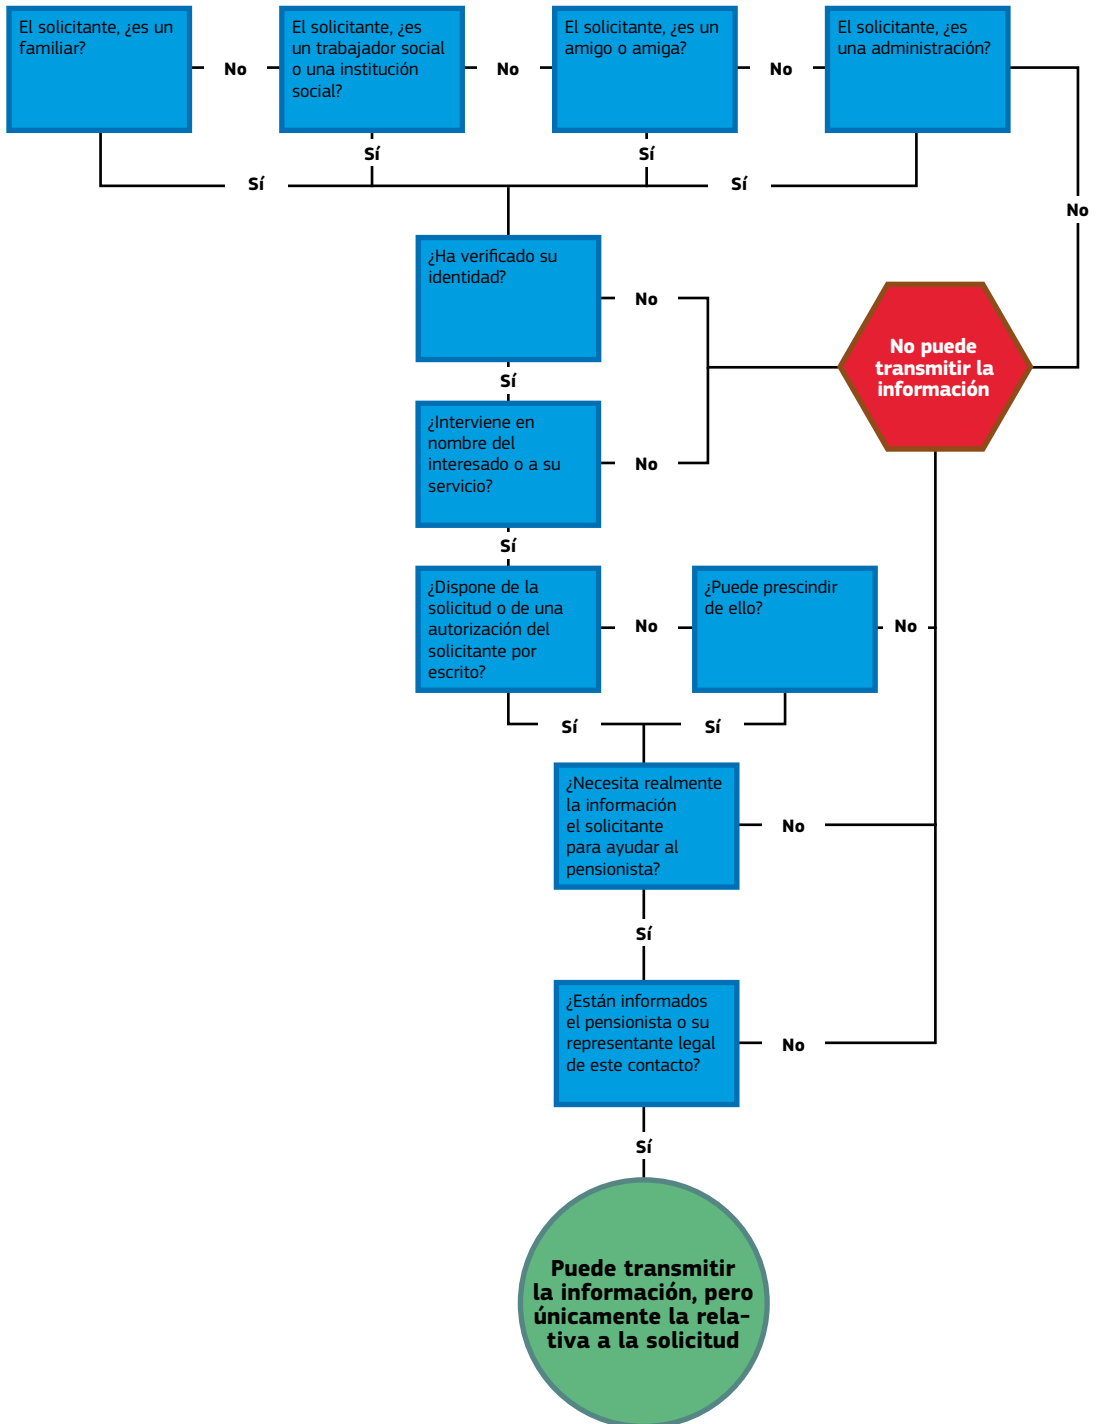 El solicitante, ¿es un
familiar?
No
El solicitante, ¿es
un trabajador social
o una institución
social?
No
El solicitante, ¿es un
amigo o amiga?
No
El solicitante, ¿es
una administración?
Sí
Sí
Sí
Sí
No
¿Ha verificado su
identidad?
No
No puede
transmitir la
información
Sí
¿Interviene en
nombre del
interesado o a su
servicio?
No
Sí
¿Dispone de la
solicitud o de una
autorización del
solicitante por
escrito?
No
¿Puede prescindir
de ello?
No
Sí
Sí
¿Necesita realmente
la información
el solicitante
para ayudar al
pensionista?
No
Sí
¿Están informados
el pensionista o su
representante legal
de este contacto?
No
Sí
Puede transmitir
la información, pero
únicamente la rela-
tiva a la solicitud